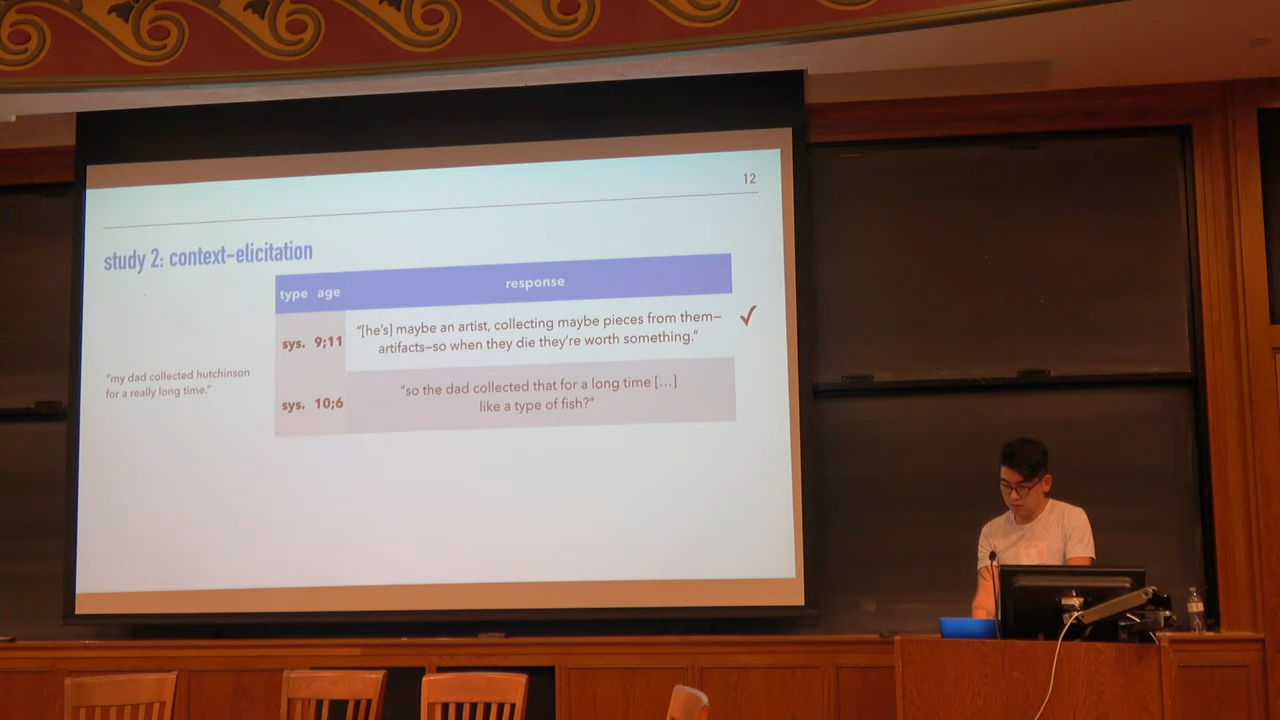 12
study 2: context-elicitation
type age response
"my dad collected hutchinson
for a really long time."
sys. 9;11
"[he's] maybe an artist, collecting maybe pieces from them—
artifacts—so when they die they're worth something."
✓
sys. 10;6
"so the dad collected that for a long time [...]
like a type of fish?"